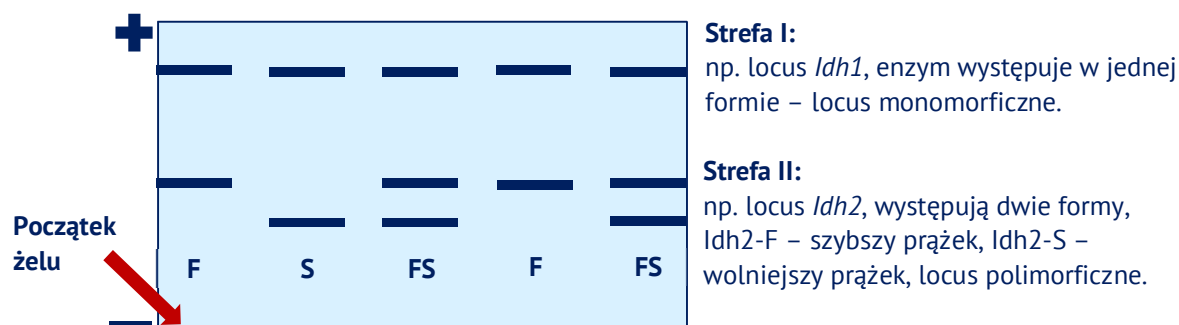 Strefa I:
np. locus Idh1, enzym występuje w jednej
formie – locus monomorficzne.
Strefa II:
np. locus Idh2, występują dwie formy,
Idh2-F – szybszy prążek, Idh2-S –
wolniejszy prążek, locus polimorficzne.
Początek
żelu
F S FS F FS